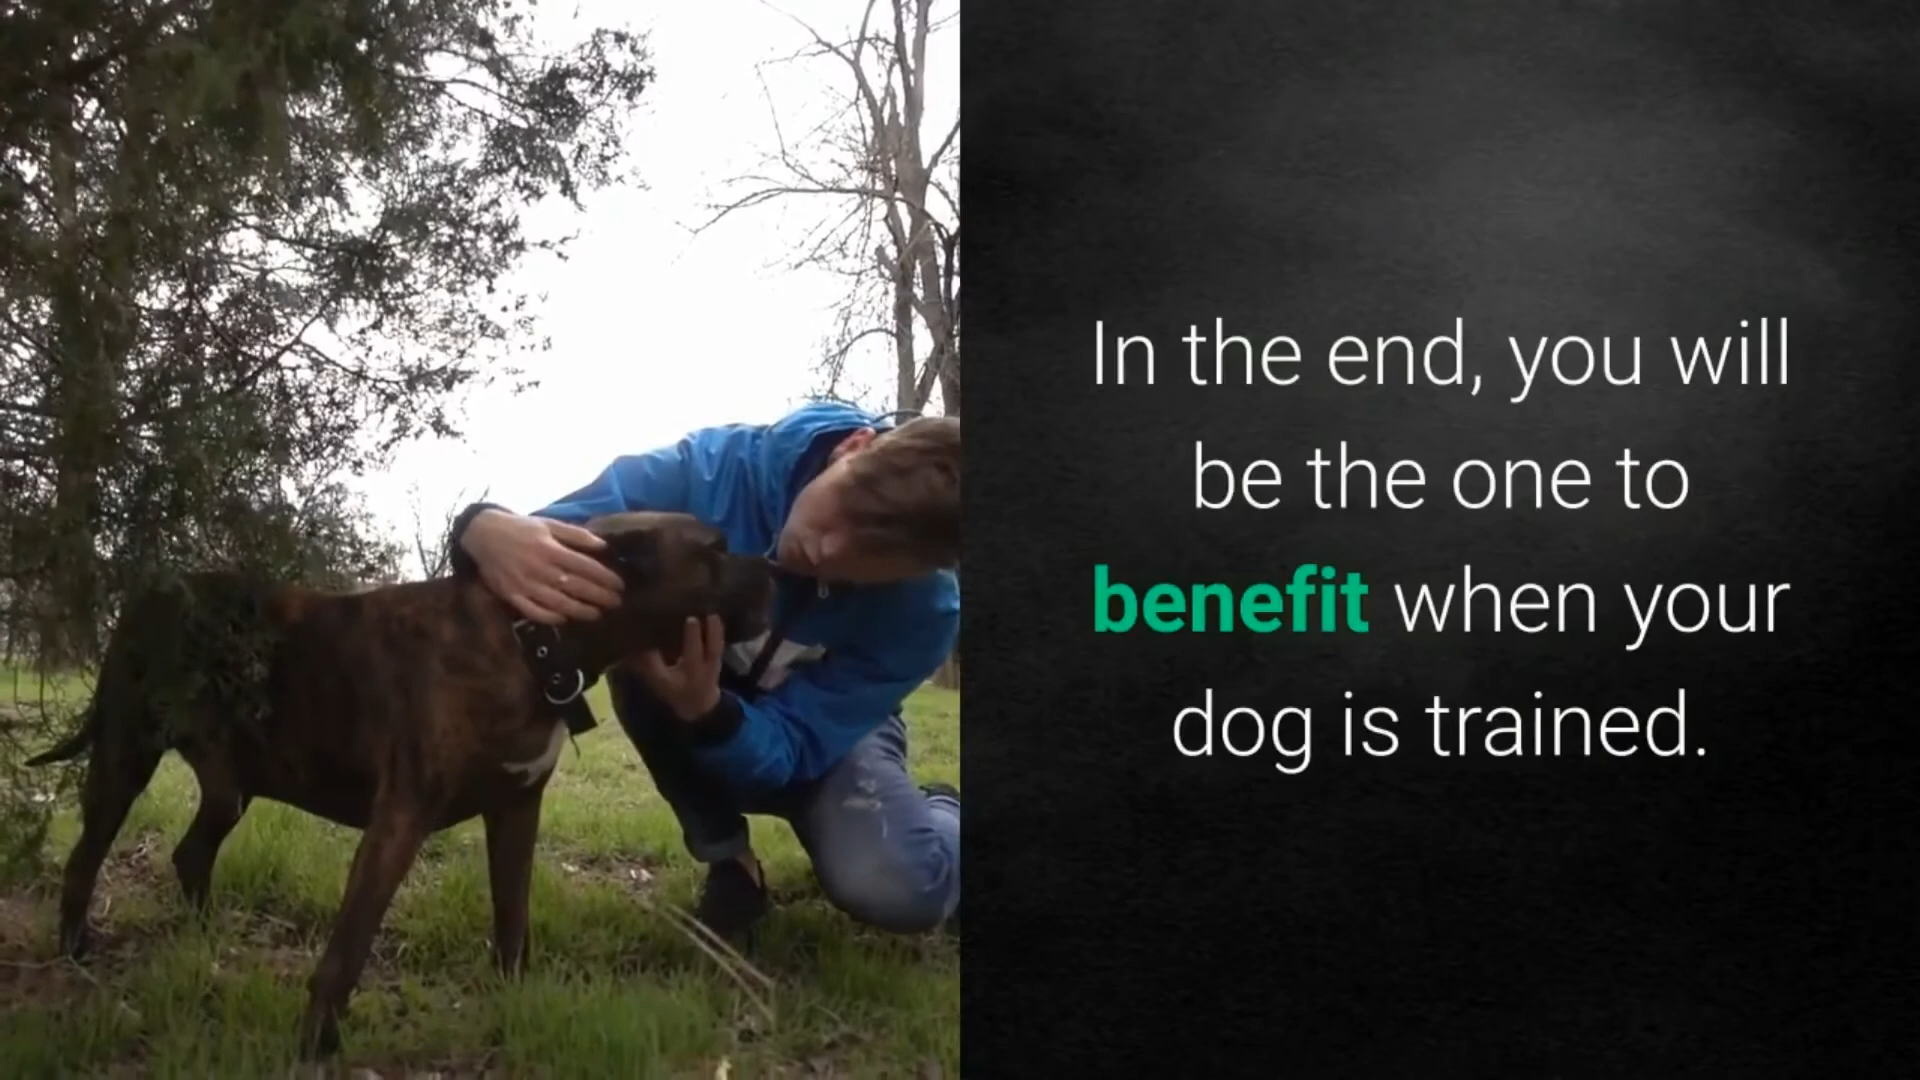 In the end, you will
be the one to
benefit when your
dog is trained.